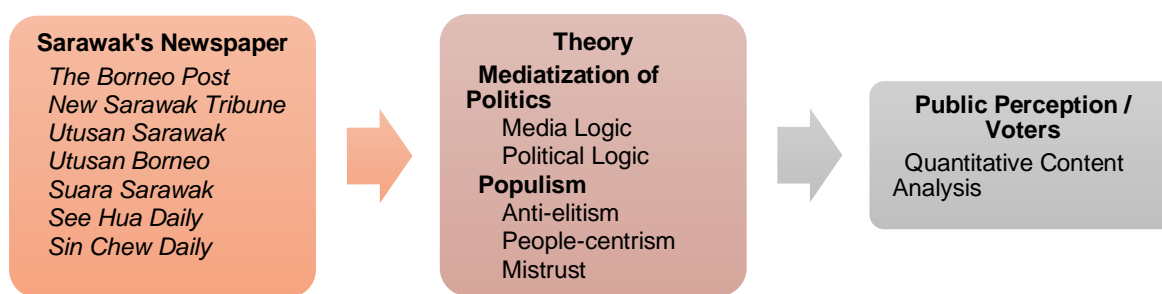 Sarawak's Newspaper
The Borneo Post
New Sarawak Tribune
Utusan Sarawak
Utusan Borneo
Suara Sarawak
See Hua Daily
Sin Chew Daily
Theory
Mediatization of
Politics
Media Logic
Political Logic
Populism
Anti-elitism
People-centrism
Mistrust
Public Perception /
Voters
Quantitative Content
Analysis